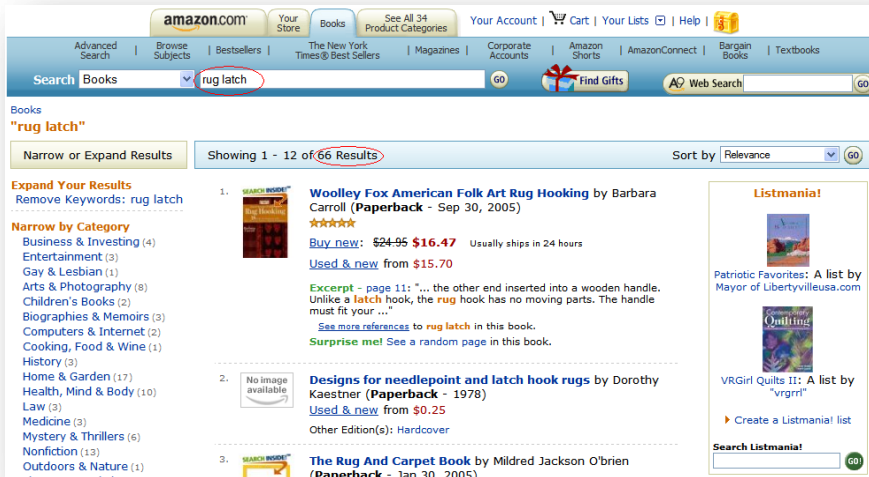 amazon.com
Your Store
Books
See All 34 Product Categories
Your Account | Cart | Your Lists | Help |
Advanced Search | Browse Subjects | Bestsellers | The New York Times® Best Sellers | Magazines | Corporate Accounts | Amazon Shorts | AmazonConnect | Bargain Books | Textbooks
Search Books rug latch GO Find Gifts A9 Web Search GO
Books
"rug latch"
Narrow or Expand Results
Showing 1 - 12 of 66 Results
Sort by Relevance GO
Expand Your Results
Remove Keywords: rug latch
Narrow by Category
Business & Investing (4)
Entertainment (3)
Gay & Lesbian (1)
Arts & Photography (8)
Children's Books (2)
Biographies & Memoirs (3)
Computers & Internet (2)
Cooking, Food & Wine (1)
History (3)
Home & Garden (17)
Health, Mind & Body (10)
Law (3)
Medicine (3)
Mystery & Thrillers (6)
Nonfiction (13)
Outdoors & Nature (1)
1.
SEARCH INSIDE!™
Rug Hooking
Woolley Fox American Folk Art Rug Hooking by Barbara
Carroll (Paperback - Sep 30, 2005)
Buy new: $24.95 $16.47 Usually ships in 24 hours
Used & new from $15.70
Excerpt - page 11: "... the other end inserted into a wooden handle.
Unlike a latch hook, the rug hook has no moving parts. The handle
must fit your ..."
See more references to rug latch in this book.
Surprise me! See a random page in this book.
2.
No image
available
Designs for needlepoint and latch hook rugs by Dorothy
Kaestner (Paperback - 1978)
Used & new from $0.25
Other Edition(s): Hardcover
3.
SEARCH INSIDE!™
The Rug And Carpet Book by Mildred Jackson O'brien
(Paperback - Jan 30, 2005)
Listmania!
Patriotic Favorites: A list by
Mayor of Libertyvilleusa.com
Contemporary
Quilting
VRGirl Quilts II: A list by
"vrgrrl"
Create a Listmania! list
Search Listmania!
GO!